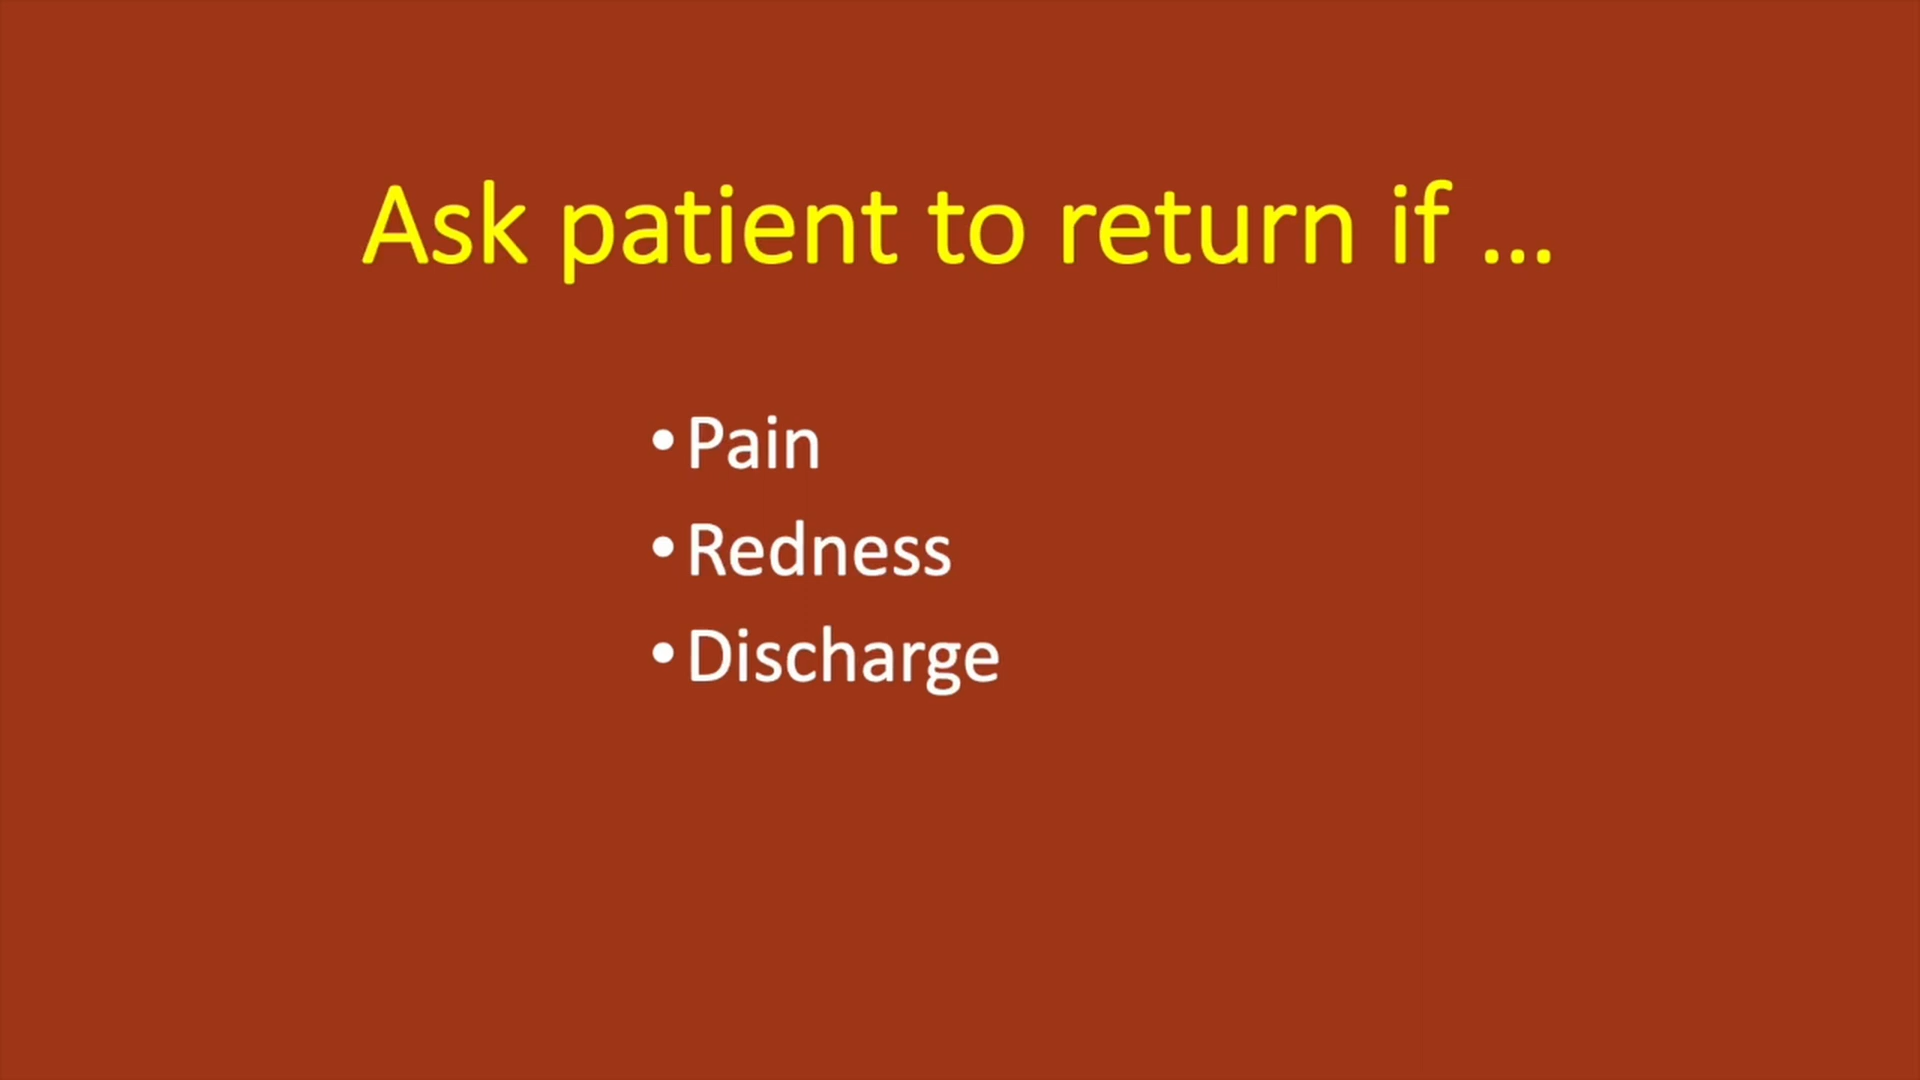 Ask patient to return if ...
• Pain
• Redness
• Discharge